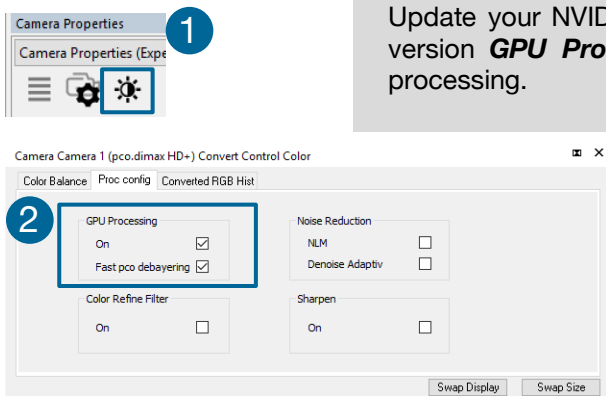 Camera Properties
1
Camera Properties (Expe
Update your NVID
version GPU Pro
processing.
Camera Camera 1 (pco.dimax HD+) Convert Control Color
Color Balance Proc config Converted RGB Hist
2
GPU Processing
On
Fast pco debayering
Noise Reduction
NLM
Denoise Adaptiv
Color Refine Filter
On
Sharpen
On
Swap Display Swap Size